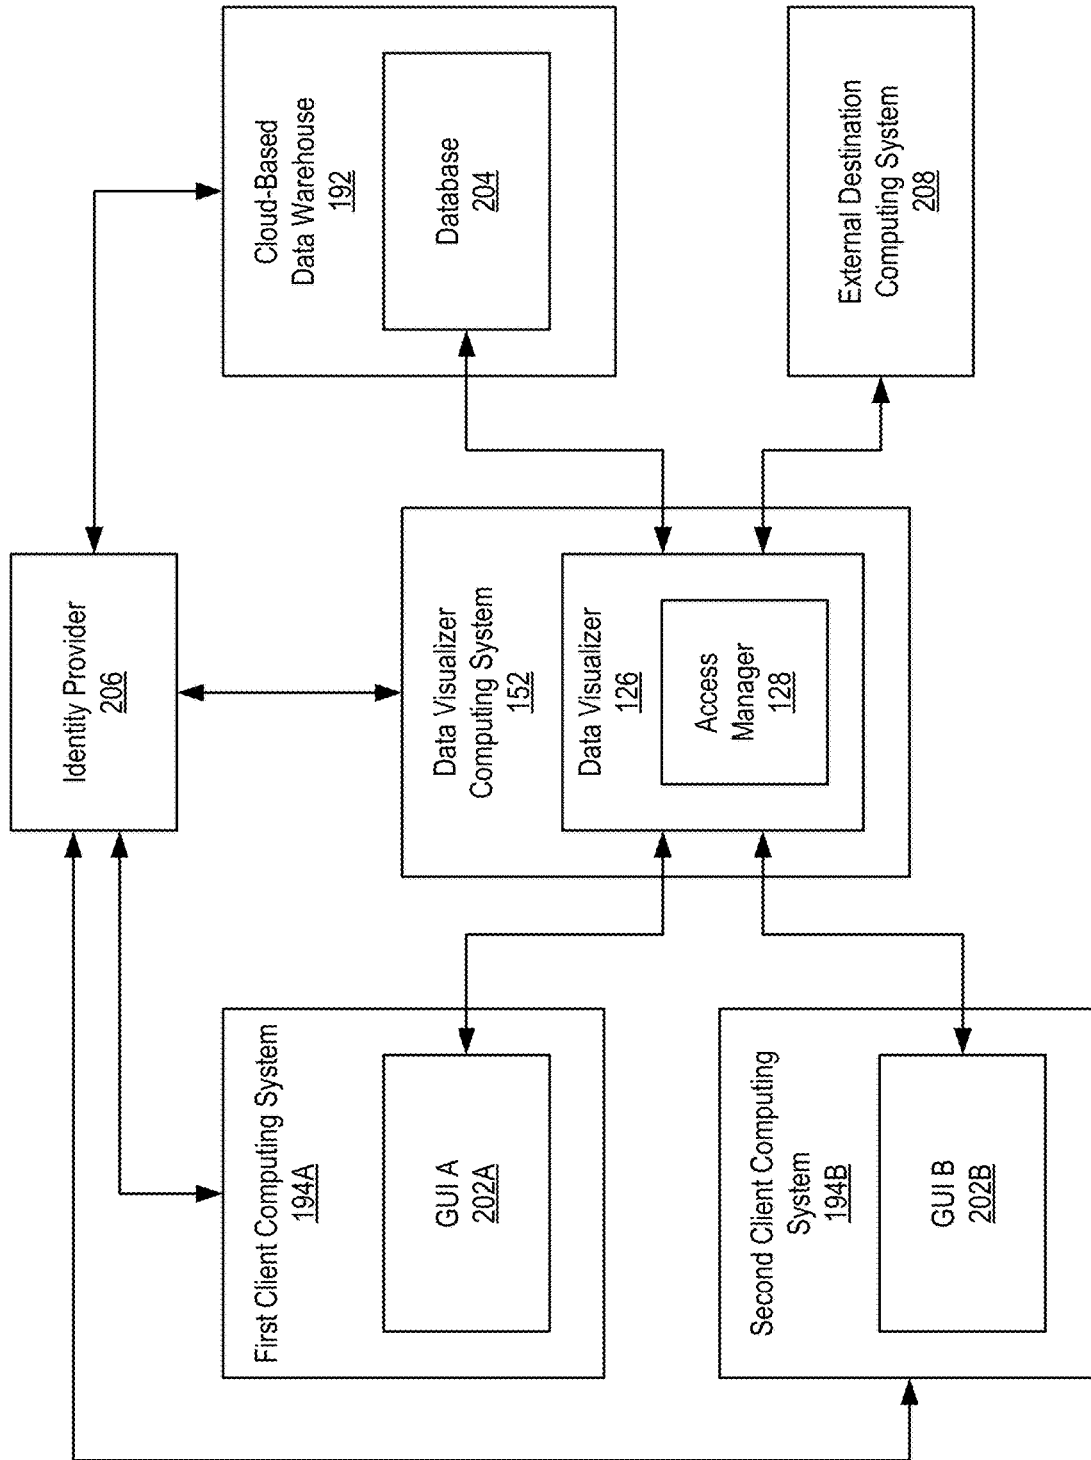 Identity Provider
206
First Client Computing System
194A
GUI A
202A
Data Visualizer
Computing System
152
Data Visualizer
126
Access
Manager
128
Cloud-Based
Data Warehouse
192
Database
204
Second Client Computing
System
194B
GUI B
202B
External Destination
Computing System
208